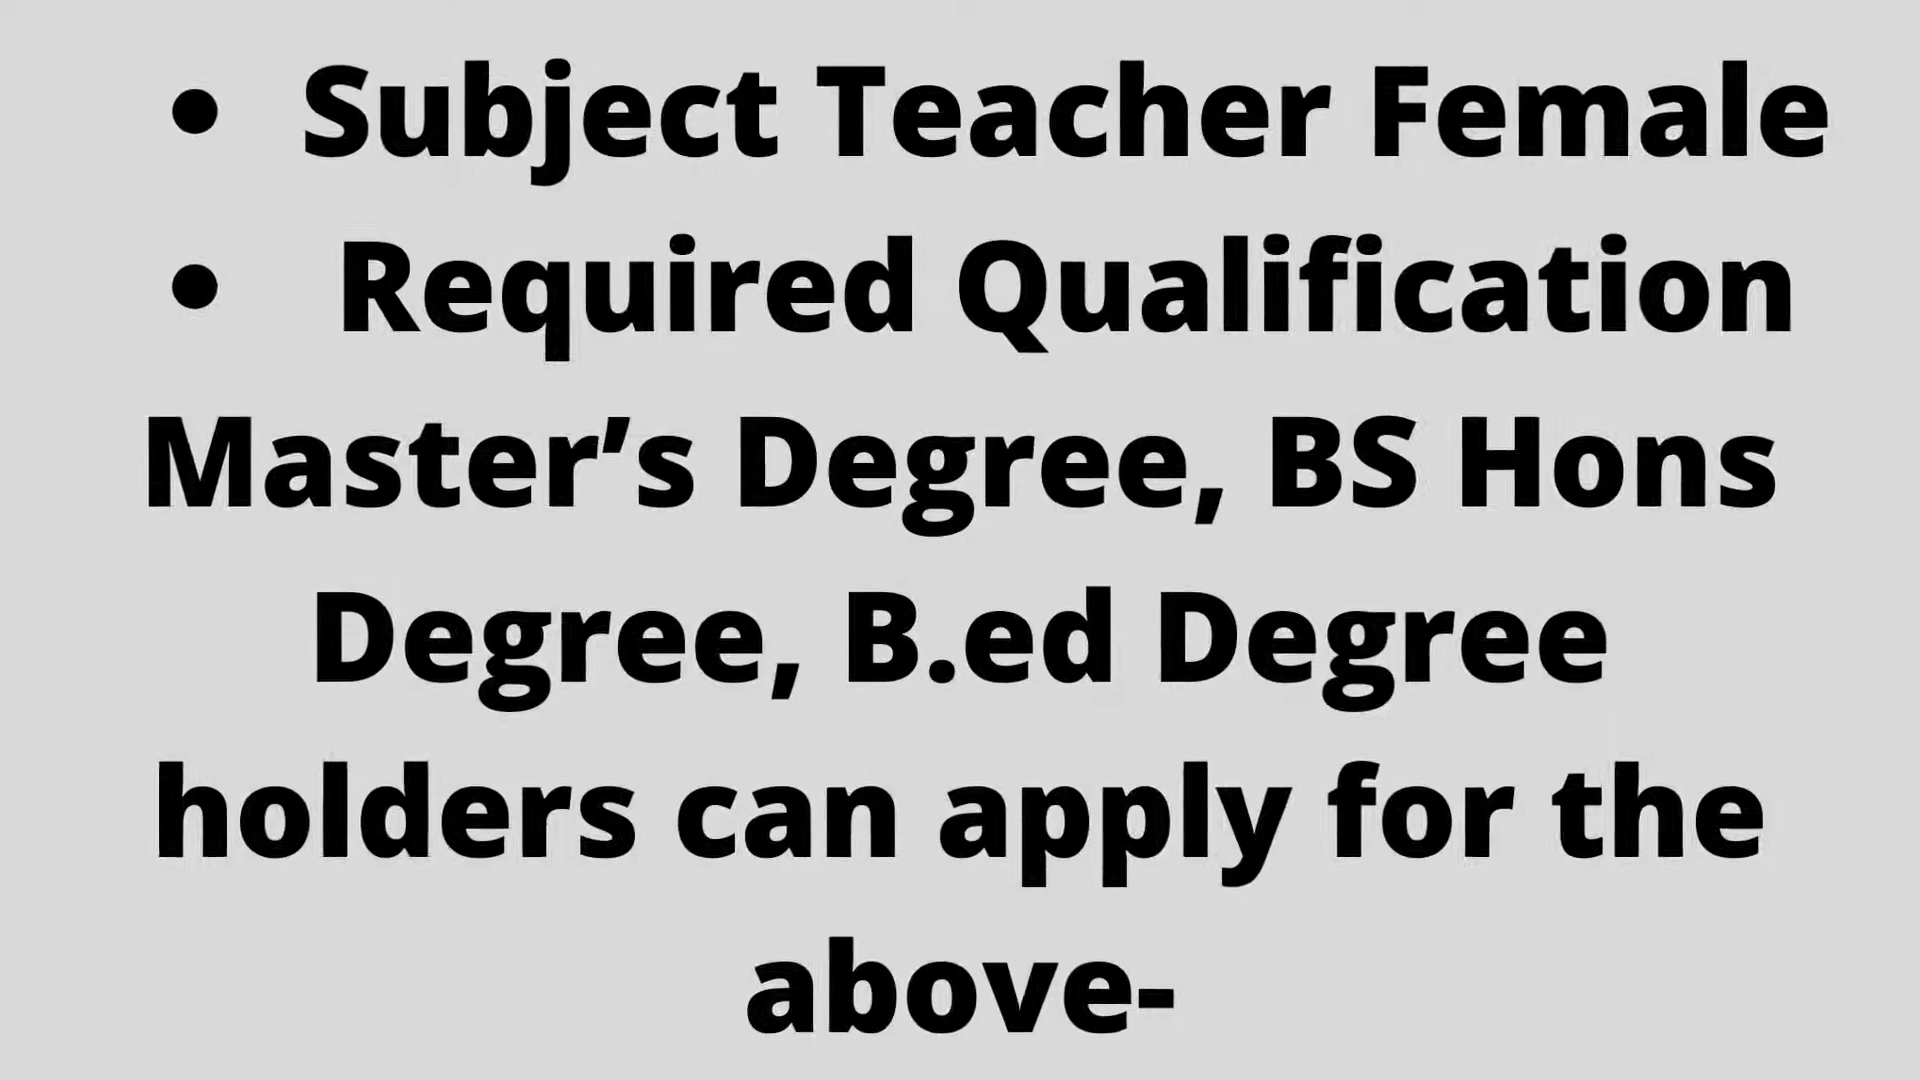 • Subject Teacher Female
• Required Qualification
Master’s Degree, BS Hons
Degree, B.ed Degree
holders can apply for the
above-